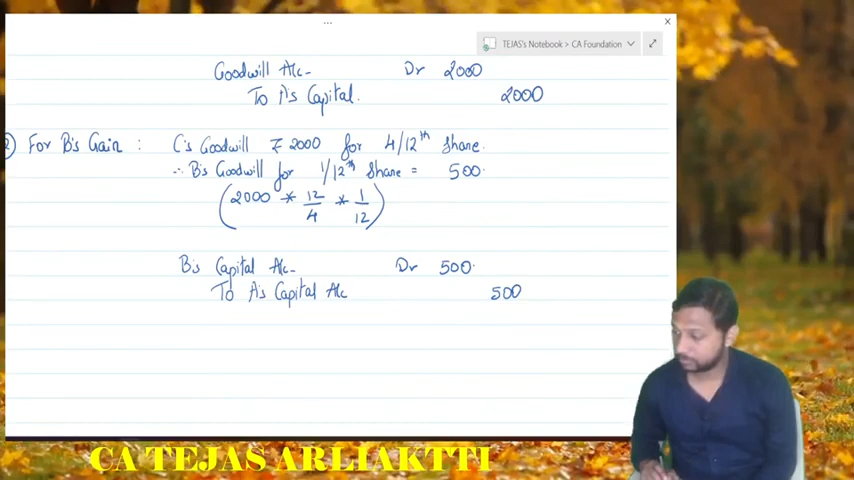 TEJAS's Notebook > CA Foundation
Goodwill A/c Dr 2000
To A's Capital. 2000
2) For B's Gain : C's Goodwill ₹ 2000 for 4/12th Share.
∴ B's Goodwill for 1/12th Share = 500.
(2000 * 12/4 * 1/12)
B's Capital A/c Dr 500.
To A's Capital A/c 500
CA TEJAS ARLIAKTTI